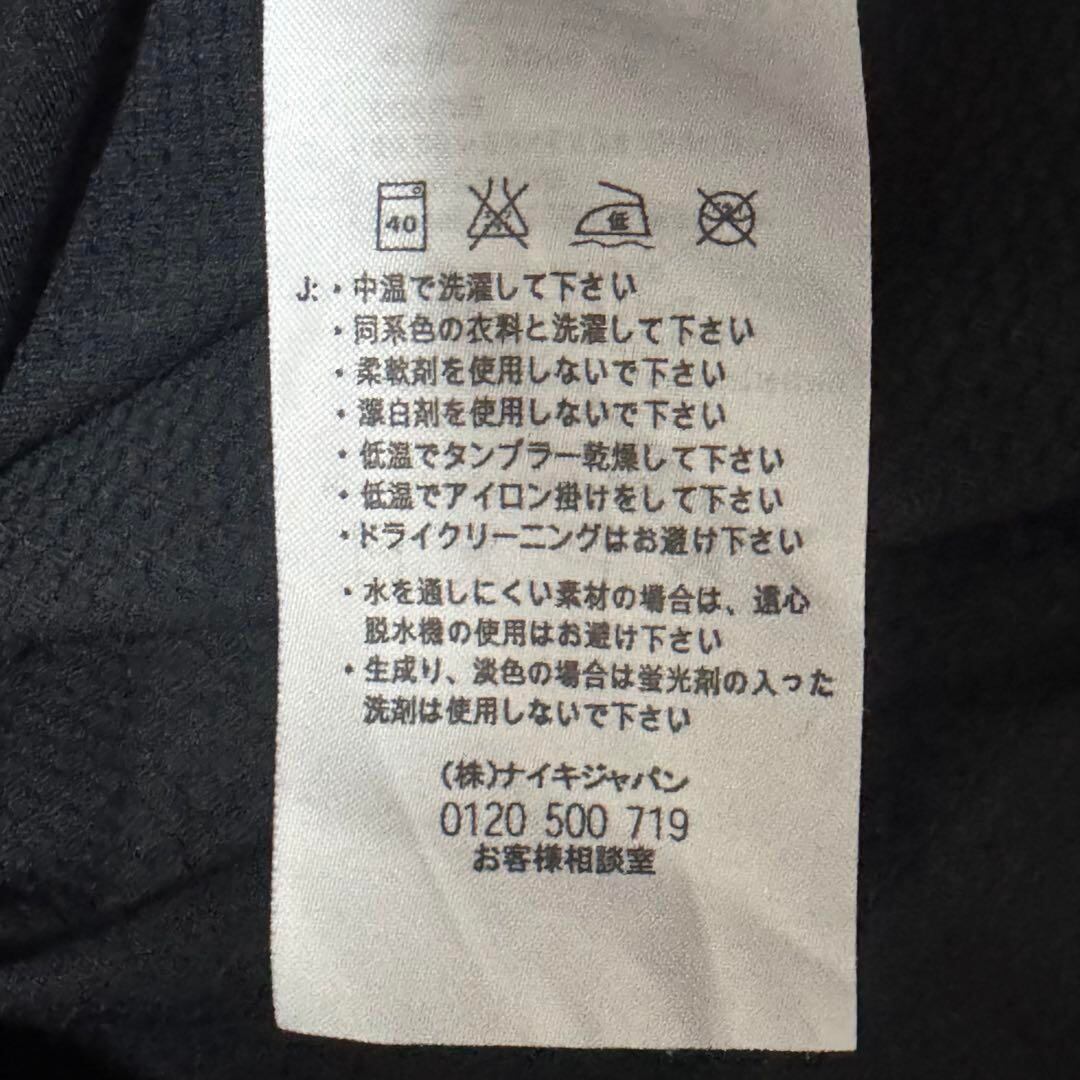 40
低
J: ・中温で洗濯して下さい
・同系色の衣料と洗濯して下さい
・柔軟剤を使用しないで下さい
・漂白剤を使用しないで下さい
・低温でタンブラー乾燥して下さい
・低温でアイロン掛けをして下さい
・ドライクリーニングはお避け下さい
・水を通しにくい素材の場合は、遠心
脱水機の使用はお避け下さい
・生成り、淡色の場合は蛍光剤の入った
洗剤は使用しないで下さい
(株)ナイキジャパン
0120 500 719
お客様相談室